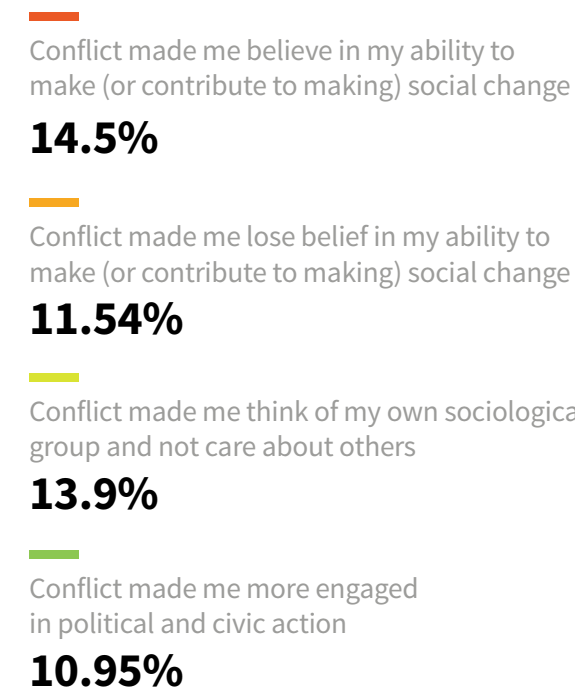 Conflict made me believe in my ability to
make (or contribute to making) social change
14.5%
Conflict made me lose belief in my ability to
make (or contribute to making) social change
11.54%
Conflict made me think of my own sociologica
group and not care about others
13.9%
Conflict made me more engaged
in political and civic action
10.95%